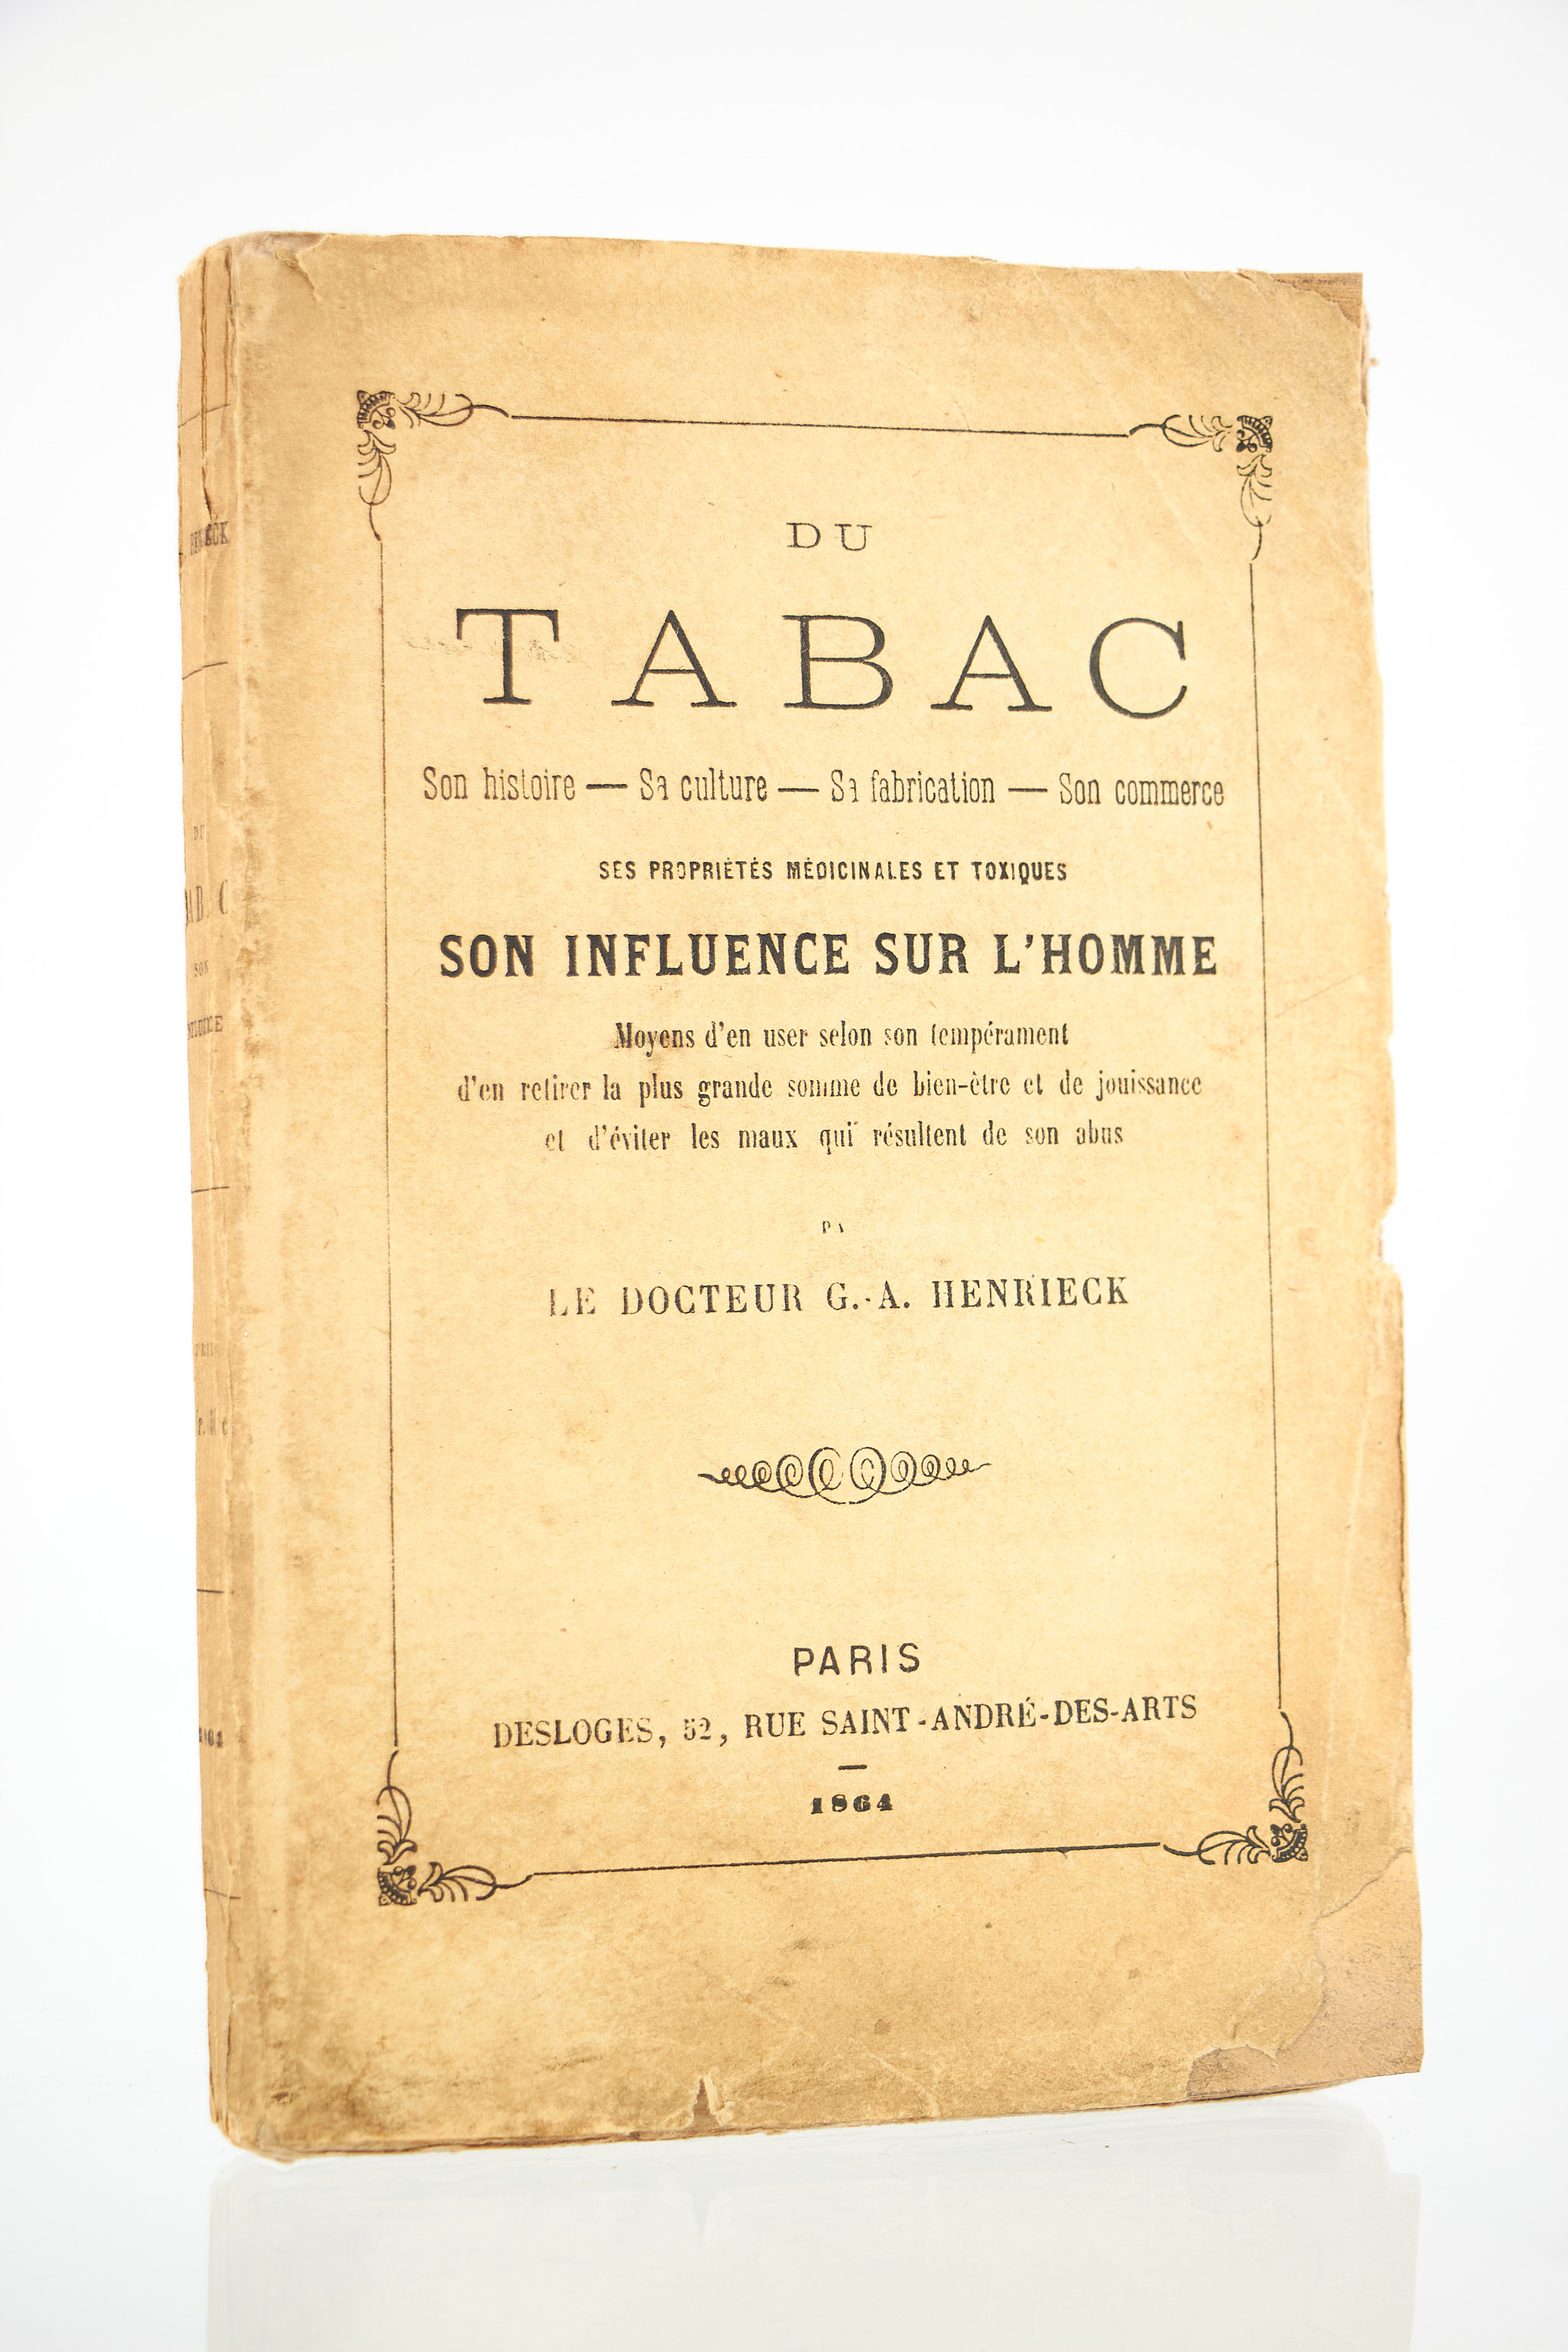 DU
TABAC
Son histoire — Sa culture — Sa fabrication — Son commerce
SES PROPRIÉTÉS MÉDICINALES ET TOXIQUES
SON INFLUENCE SUR L'HOMME
Moyens d'en user selon son tempérament
d'en retirer la plus grande somme de bien-être et de jouissance
et d'éviter les maux qui résultent de son abus
LE DOCTEUR G.-A. HENRIECK
PARIS
DESLOGES, 52, RUE SAINT-ANDRÉ-DES-ARTS
1864